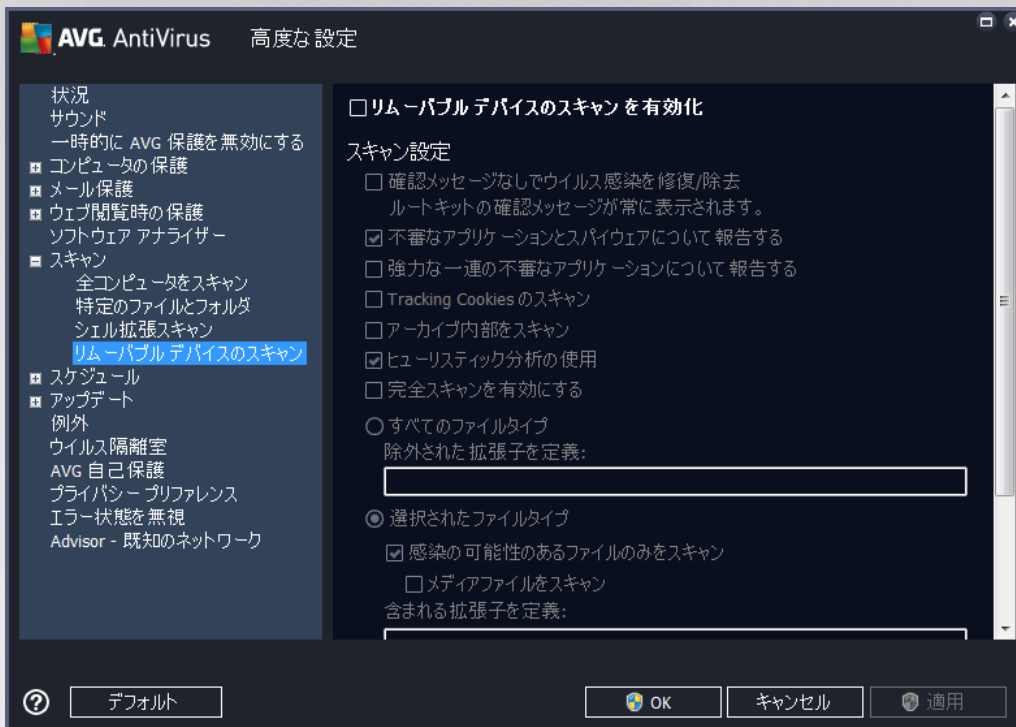 AVG AntiVirus 高度な設定
状況
サウンド
一時的に AVG 保護を無効にする
コンピュータの保護
メール保護
ウェブ閲覧時の保護
ソフトウェア アナライザー
スキャン
全コンピュータをスキャン
特定のファイルとフォルダ
シェル拡張スキャン
リムーバブル デバイスのスキャン
スケジュール
アップデート
例外
ウイルス隔離室
AVG 自己保護
プライバシー プリファレンス
エラー状態を無視
Advisor - 既知のネットワーク
リムーバブル デバイスのスキャン を有効化
スキャン設定
確認メッセージなしでウイルス感染を修復/除去
ルートキットの確認メッセージが常に表示されます。
不審なアプリケーションとスパイウェアについて報告する
強力な一連の不審なアプリケーションについて報告する
Tracking Cookies のスキャン
アーカイブ内部をスキャン
ヒューリスティック分析の使用
完全スキャンを有効にする
すべてのファイルタイプ
除外された拡張子を定義:
選択されたファイルタイプ
感染の可能性のあるファイルのみをスキャン
メディアファイルをスキャン
含まれる拡張子を定義:
? デフォルト OK キャンセル 適用